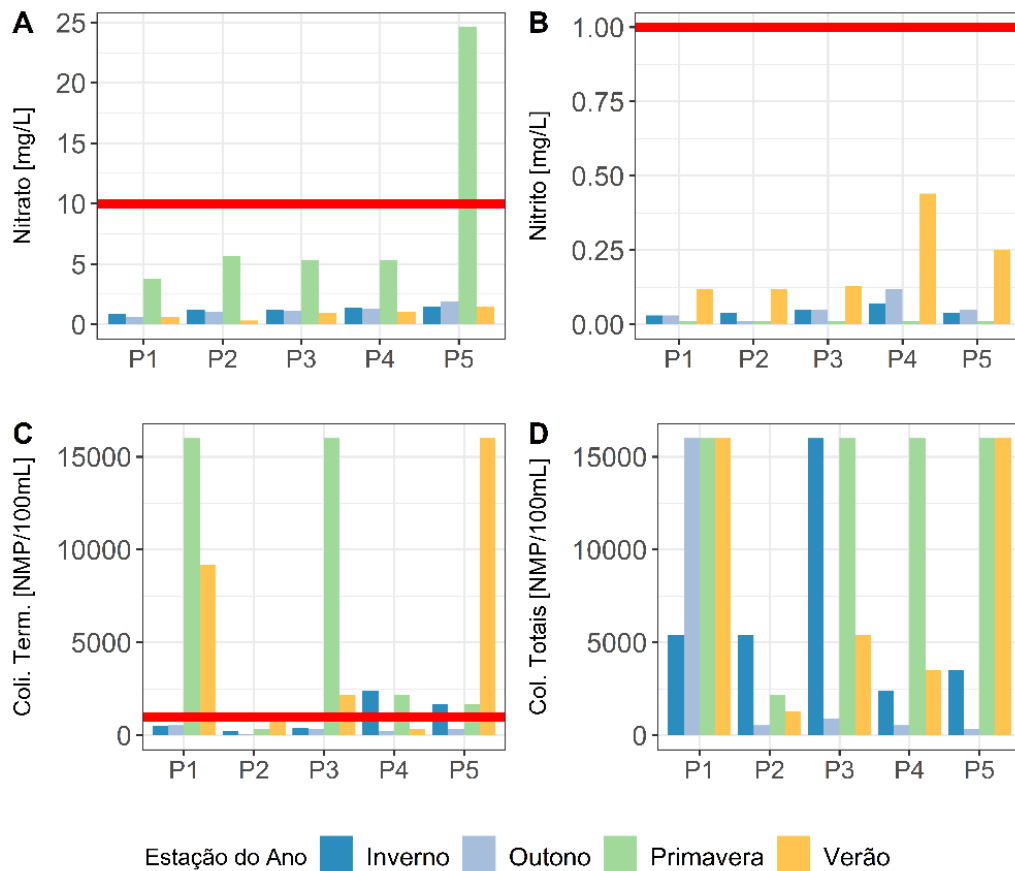 A
Nitrato [mg/L]
25
20
15
10
5
0
P1 P2 P3 P4 P5
B
Nitrito [mg/L]
1.00
0.75
0.50
0.25
0.00
P1 P2 P3 P4 P5
C
Coli. Term. [NMP/100mL]
15000
10000
5000
0
P1 P2 P3 P4 P5
D
Col. Totais [NMP/100mL]
15000
10000
5000
0
P1 P2 P3 P4 P5
Estação do Ano Inverno Outono Primavera Verão